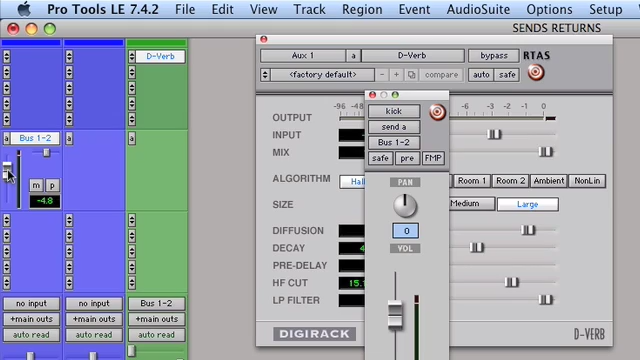 Pro Tools LE 7.4.2 File Edit View Track Region Event AudioSuite Options Setup
SENDS RETURNS
D-Verb
a Bus 1-2
m p
-4.8
no input no input Bus 1-2
+main outs +main outs +main outs
auto read auto read auto read
Aux 1 a D-Verb bypass RTAS
<factory default> - + compare auto safe
-96 -48 0
OUTPUT
INPUT
MIX
ALGORITHM Room 1 Room 2 Ambient NonLin
SIZE Medium Large
DIFFUSION
DECAY
PRE-DELAY
HF CUT
LP FILTER
DIGIRACK D-VERB
kick
send a
Bus 1-2
safe pre FMP
PAN
0
VOL